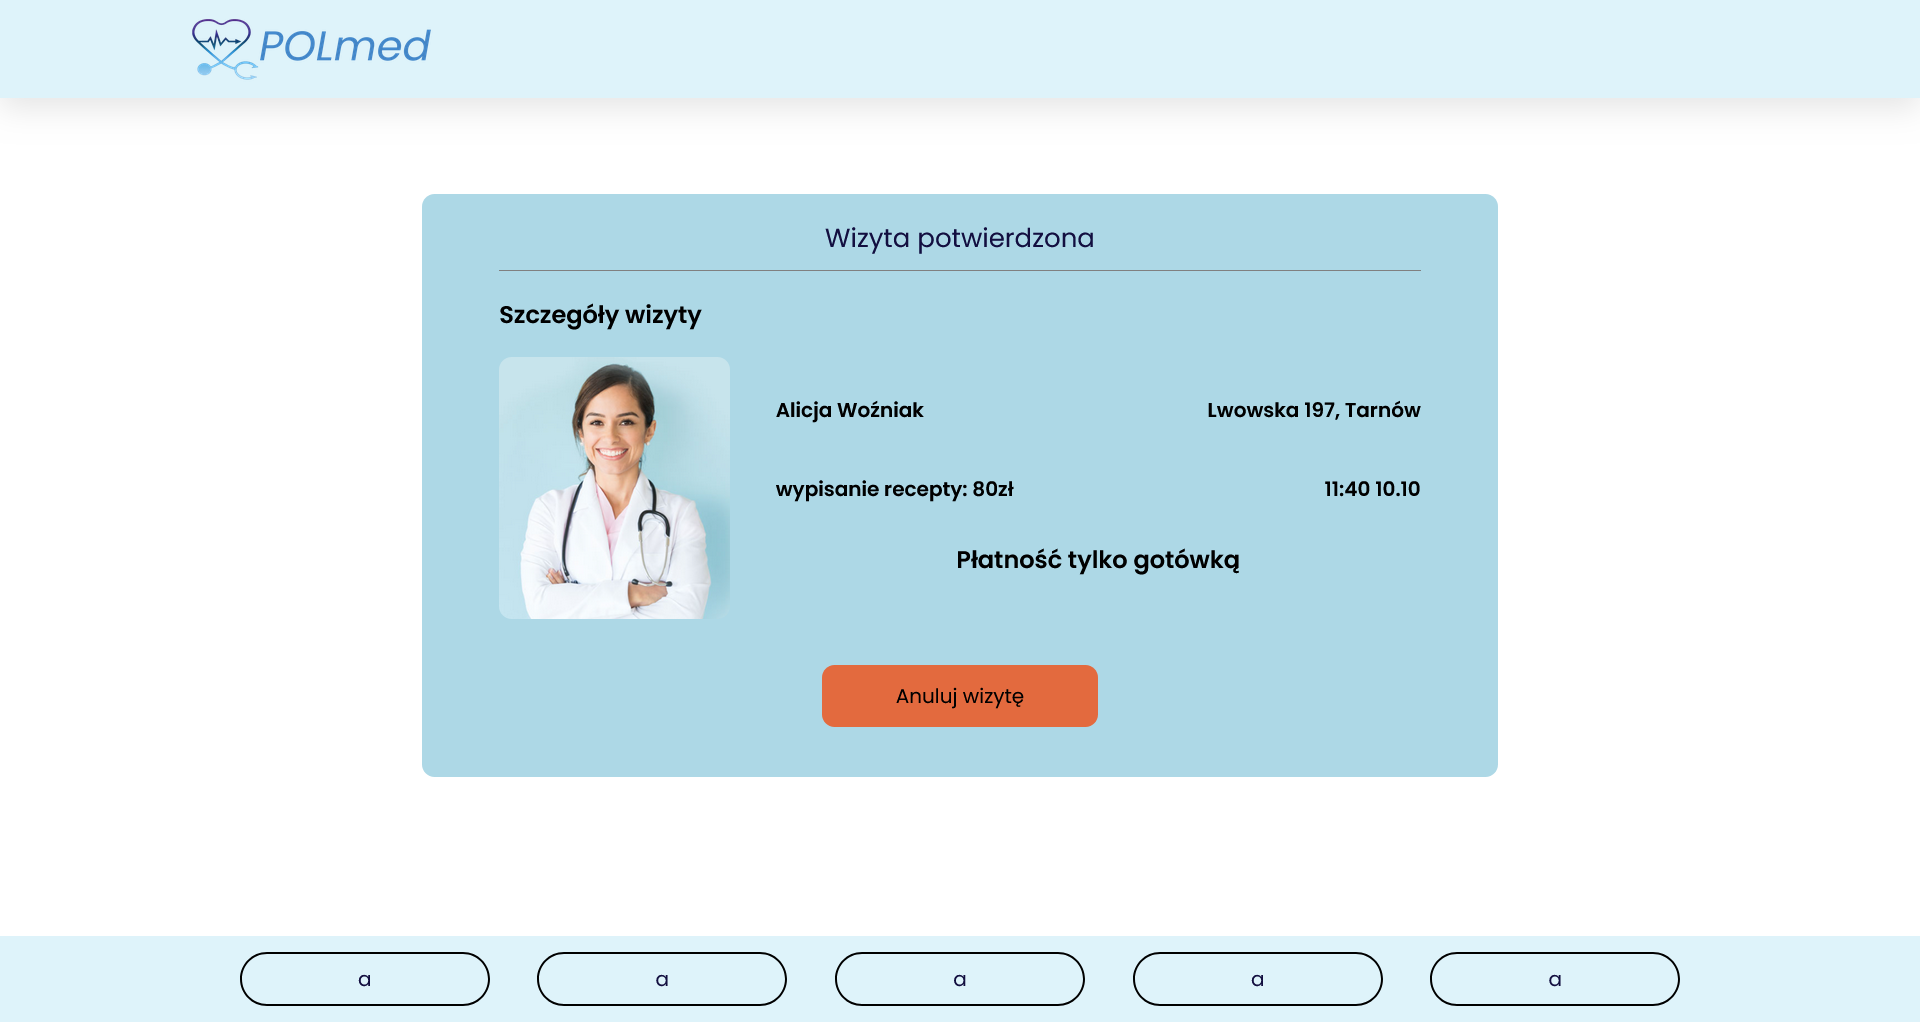 POLmed
Wizyta potwierdzona
Szczegóły wizyty
Alicja Woźniak
Lwowska 197, Tarnów
wypisanie recepty: 80zł
11:40 10.10
Płatność tylko gotówką
Anuluj wizytę
a
a
a
a
a